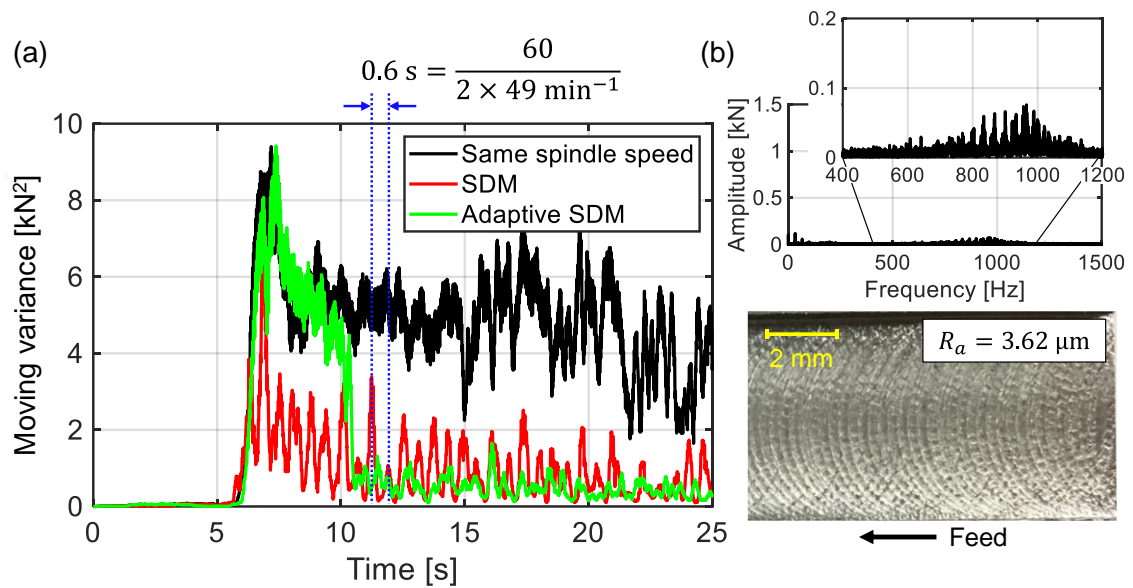 (a)
0.6 s = 60 / (2 × 49 min⁻¹)
10
8
6
4
2
0
Moving variance [kN²]
Same spindle speed
SDM
Adaptive SDM
0 5 10 15 20 25
Time [s]
(b)
0.2
0.1
0
400 600 800 1000 1200
1.5
1
0.5
0
Amplitude [kN]
0 500 1000 1500
Frequency [Hz]
2 mm
Rₐ = 3.62 μm
Feed